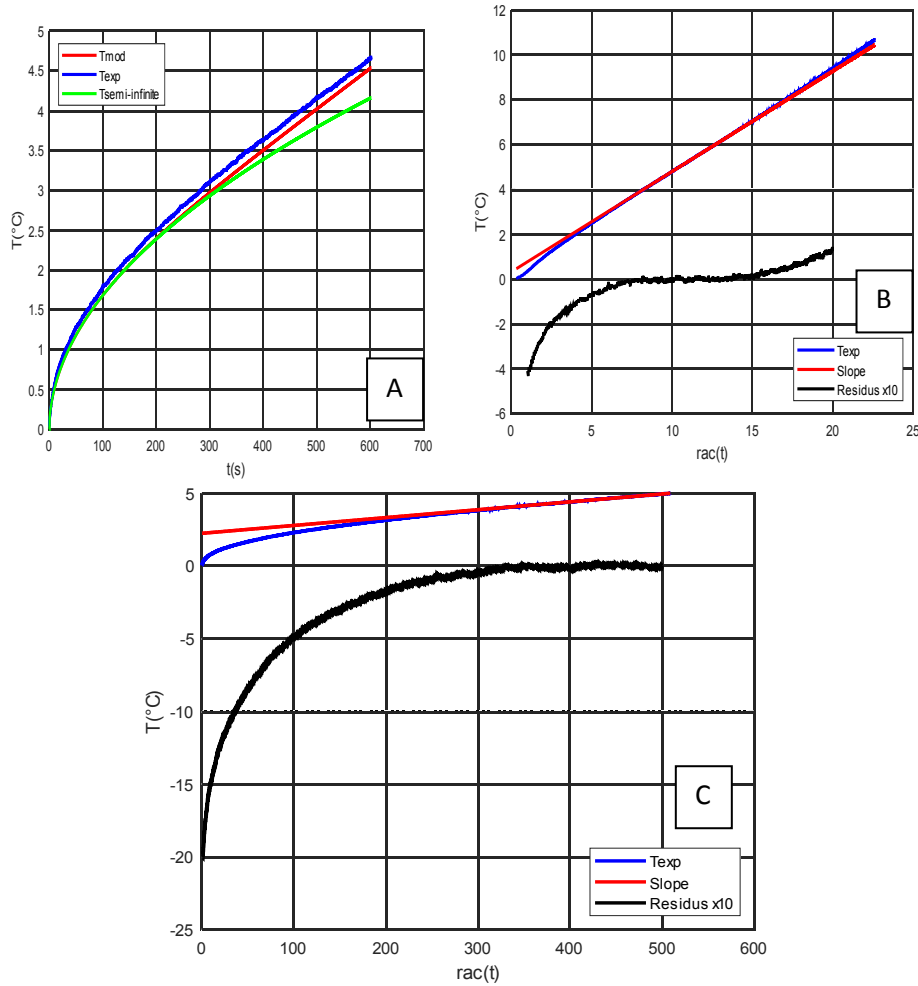 5
4.5
4
3.5
3
2.5
2
1.5
1
0.5
0
T(°C)
0 100 200 300 400 500 600 700
t(s)
Tmod
Texp
Tsemi-infinite
A
12
10
8
6
4
2
0
-2
-4
-6
T(°C)
0 5 10 15 20 25
rac(t)
B
Texp
Slope
Residus x10
5
0
-5
-10
-15
-20
-25
T(°C)
0 100 200 300 400 500 600
rac(t)
C
Texp
Slope
Residus x10